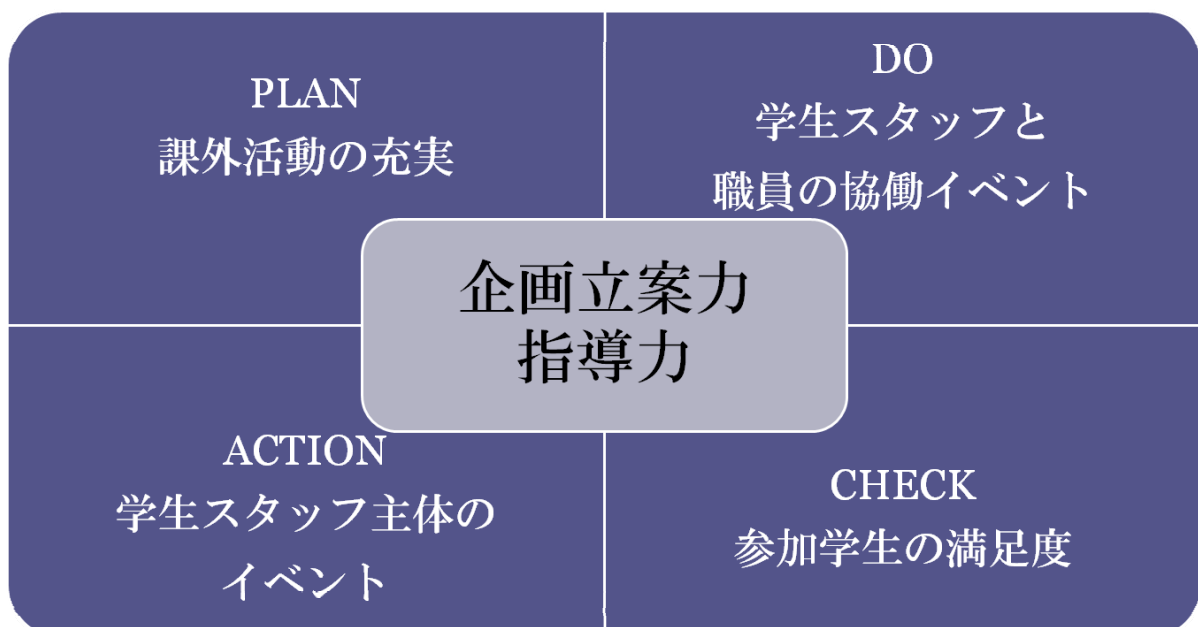 PLAN
課外活動の充実
DO
学生スタッフと
職員の協働イベント
企画立案力
指導力
ACTION
学生スタッフ主体の
イベント
CHECK
参加学生の満足度